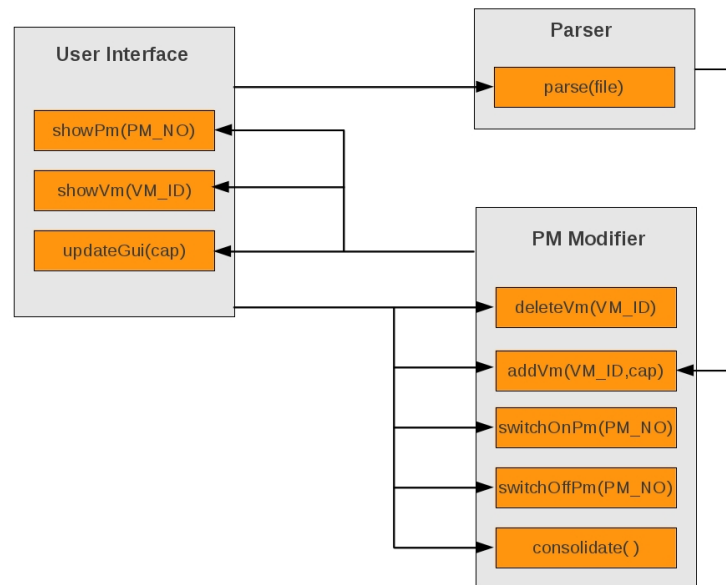 User Interface
showPm(PM_NO)
showVm(VM_ID)
updateGui(cap)
Parser
parse(file)
PM Modifier
deleteVm(VM_ID)
addVm(VM_ID,cap)
switchOnPm(PM_NO)
switchOffPm(PM_NO)
consolidate( )